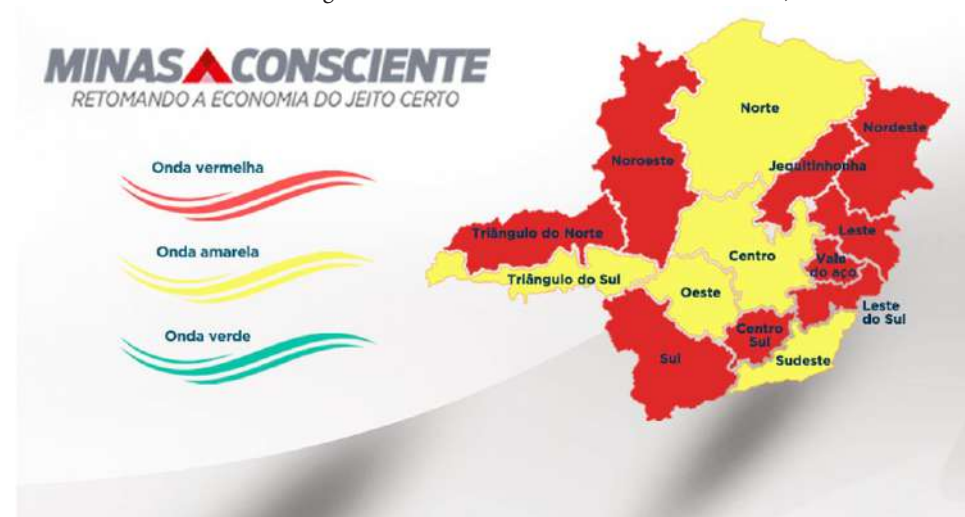 MINAS CONSCIENTE
RETOMANDO A ECONOMIA DO JEITO CERTO
Onda vermelha
Onda amarela
Onda verde
Norte
Nordeste
Noroeste
Jequitinhonha
Triângulo do Norte
Leste
Centro
Vale
do aço
Triângulo do Sul
Oeste
Leste
do Sul
Centro
Sul
Sul
Sudeste